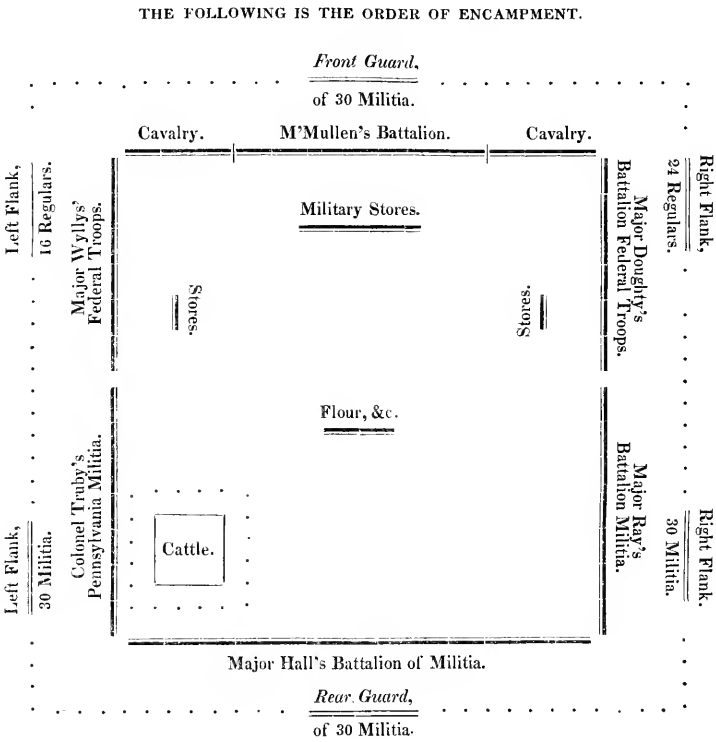 THE FOLLOWING IS THE ORDER OF ENCAMPMENT.
Front Guard,
of 30 Militia.
Cavalry.
M'Mullen's Battalion.
Cavalry.
Left Flank,
16 Regulars.
Major Wyllys'
Federal Troops.
Military Stores.
Major Doughty's
Battalion Federal Troops.
Right Flank,
24 Regulars.
Stores.
Stores.
Flour, &c.
Left Flank,
30 Militia.
Colonel Truby's
Pennsylvania Militia.
Cattle.
Major Ray's
Battalion Militia.
Right Flank.
30 Militia.
Major Hall's Battalion of Militia.
Rear Guard,
of 30 Militia.